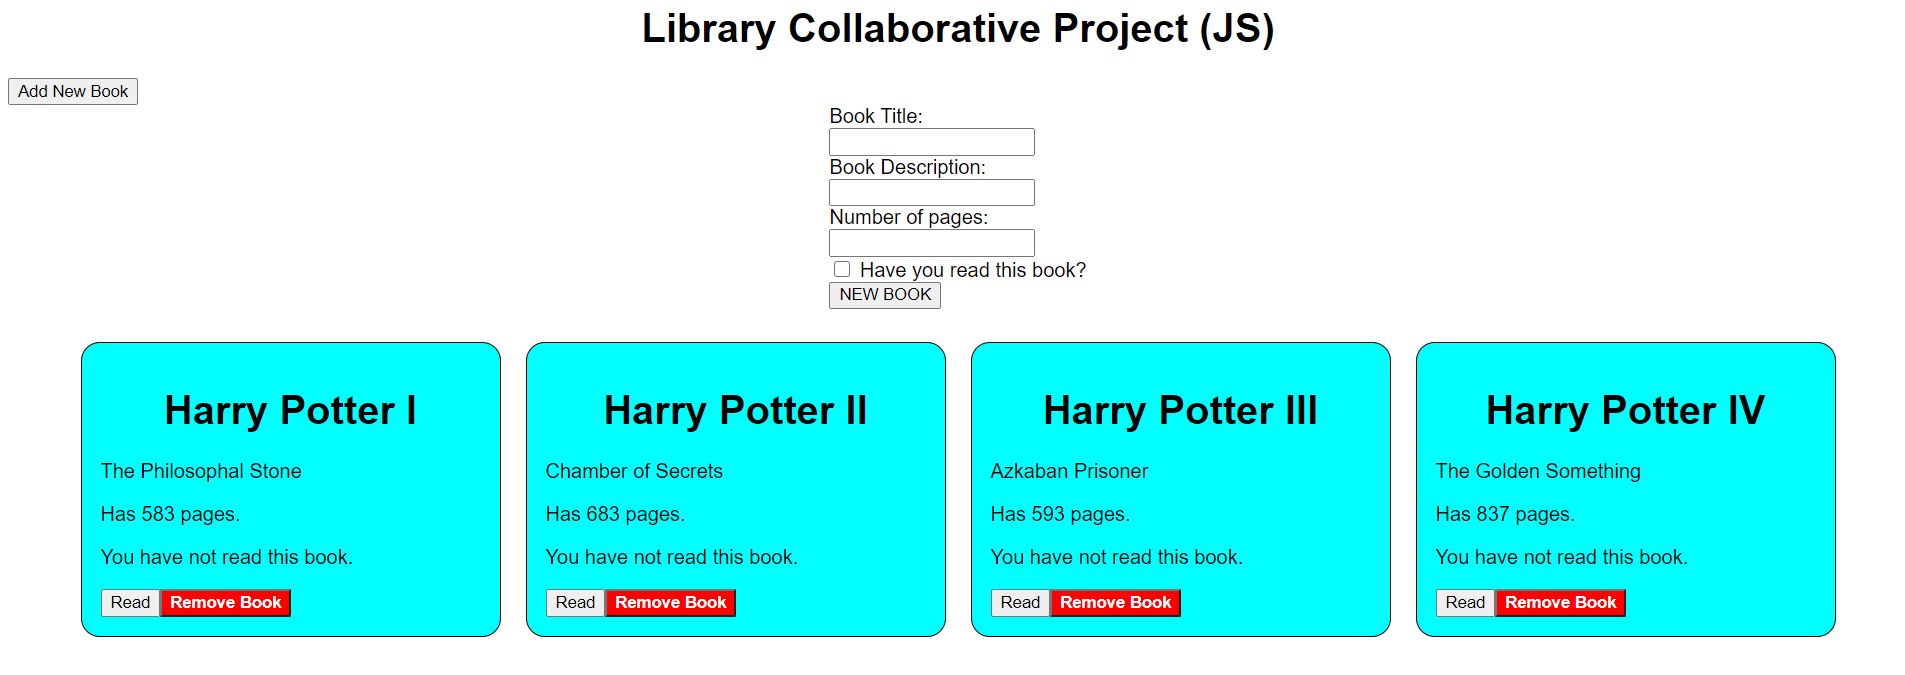 Library Collaborative Project (JS)
Add New Book
Book Title:
Book Description:
Number of pages:
Have you read this book?
NEW BOOK
Harry Potter I
The Philosophal Stone
Has 583 pages.
You have not read this book.
Read Remove Book
Harry Potter II
Chamber of Secrets
Has 683 pages.
You have not read this book.
Read Remove Book
Harry Potter III
Azkaban Prisoner
Has 593 pages.
You have not read this book.
Read Remove Book
Harry Potter IV
The Golden Something
Has 837 pages.
You have not read this book.
Read Remove Book